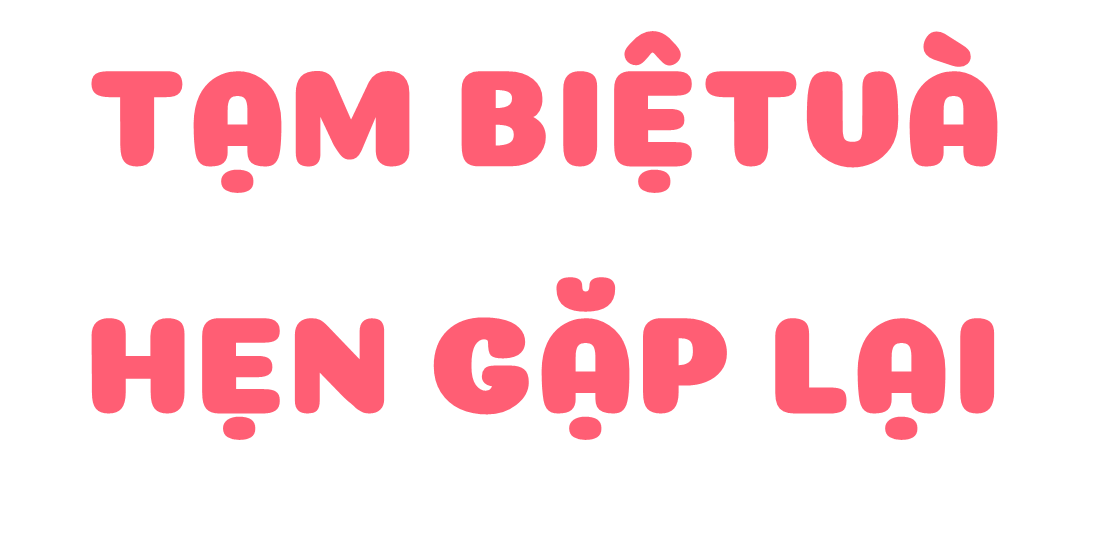 TẠM BIỆTUÀ
HẸN GẶP LẠI